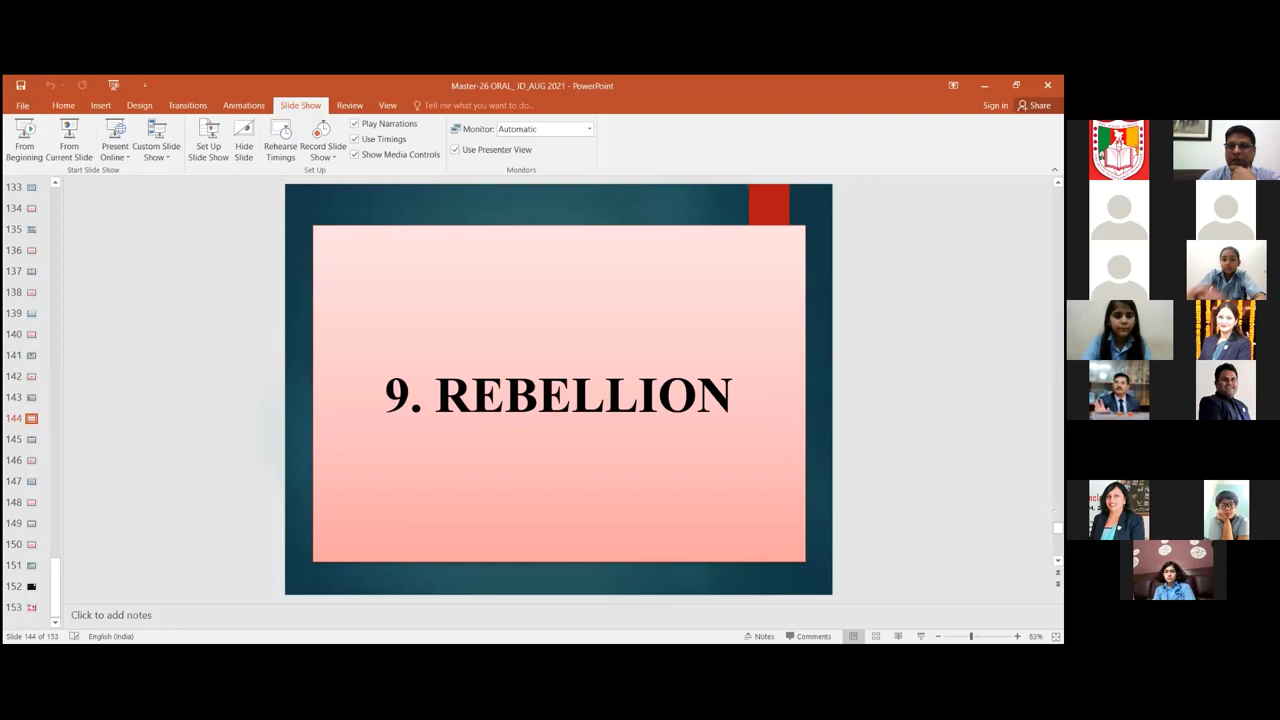 Master-26 ORAL_ JD_AUG 2021 - PowerPoint
File Home Insert Design Transitions Animations Slide Show Review View Tell me what you want to do... Sign in Share
From Beginning
From Current Slide
Present Online
Custom Slide Show
Start Slide Show
Set Up Slide Show
Hide Slide
Rehearse Timings
Record Slide Show
Play Narrations
Use Timings
Show Media Controls
Set Up
Monitor: Automatic
Use Presenter View
Monitors
133
134
135
136
137
138
139
140
141
142
143
144
145
146
147
148
149
150
151
152
153
9. REBELLION
Click to add notes
Slide 144 of 153 English (India) Notes Comments 83%